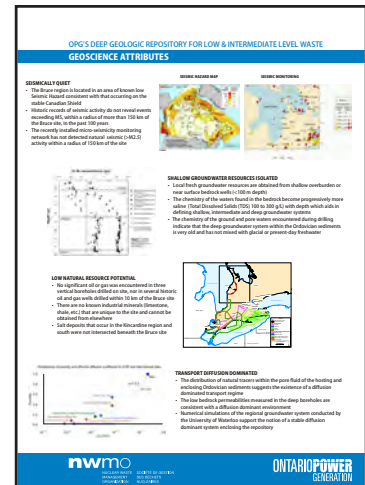 OPG'S DEEP GEOLOGIC REPOSITORY FOR LOW & INTERMEDIATE LEVEL WASTE
GEOSCIENCE ATTRIBUTES
SEISMIC HAZARD MAP
SEISMIC MONITORING
SEISMICALLY QUIET
• The Bruce region is located in an area of known low
Seismic Hazard consistent with that occurring on the
stable Canadian Shield
• Historic records of seismic activity do not reveal events
exceeding M5, within a radius of more than 150 km of
the Bruce site, in the past 100 years
• The recently installed micro-seismicity monitoring
network has not detected natural seismic (>M2.5)
activity within a radius of 150 km of the site
SHALLOW GROUNDWATER RESOURCES ISOLATED
• Local fresh groundwater resources are obtained from shallow overburden or
near surface bedrock wells (<100 m depth)
• The chemistry of the waters found in the bedrock become progressively more
saline (Total Dissolved Solids (TDS) 100 to 300 g/L) with depth which aids in
defining shallow, intermediate and deep groundwater systems
• The chemistry of the ground and pore waters encountered during drilling
indicate that the deep groundwater system within the Ordovician sediments
is very old and has not mixed with glacial or present-day freshwater
LOW NATURAL RESOURCE POTENTIAL
• No significant oil or gas was encountered in three
vertical boreholes drilled on site, nor in several historic
oil and gas wells drilled within 10 km of the Bruce site
• There are no known industrial minerals (limestone,
shale, etc.) that are unique to the site and cannot be
obtained from elsewhere
• Salt deposits that occur in the Kincardine region and
south were not intersected beneath the Bruce site
TRANSPORT DIFFUSION DOMINATED
• The distribution of natural tracers within the pore fluid of the hosting and
enclosing Ordovician sediments suggests the existence of a diffusion
dominated transport regime
• The low bedrock permeabilities measured in the deep boreholes are
consistent with a diffusion dominant environment
• Numerical simulations of the regional groundwater system conducted by
the University of Waterloo support the notion of a stable diffusion
dominant system enclosing the repository
nwmo
NUCLEAR WASTE SOCIÉTÉ DE GESTION
MANAGEMENT DES DÉCHETS
ORGANIZATION NUCLÉAIRES
ONTARIOPOWER
GENERATION